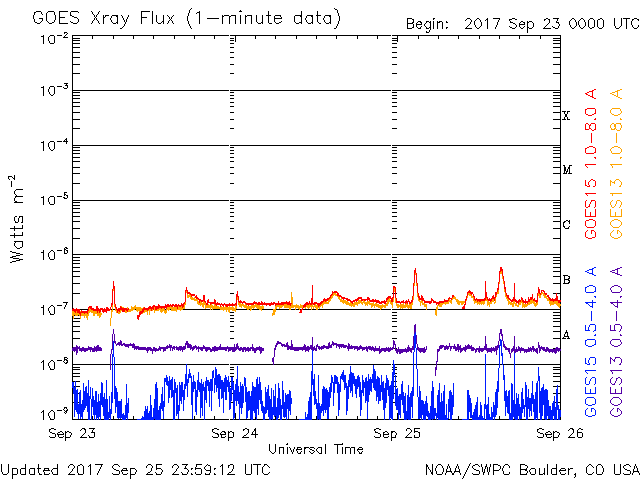 GOES Xray Flux (1-minute data)
Begin: 2017 Sep 23 0000 UTC
10-2
10-3
10-4
10-5
10-6
10-7
10-8
10-9
Watts m-2
X
M
C
B
A
GOES15 1.0-8.0 A
GOES13 1.0-8.0 A
GOES15 0.5-4.0 A
GOES13 0.5-4.0 A
Sep 23
Sep 24
Sep 25
Sep 26
Universal Time
Updated 2017 Sep 25 23:59:12 UTC
NOAA/SWPC Boulder, CO USA